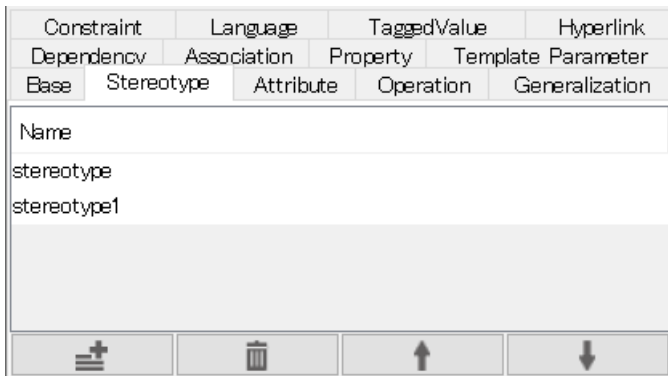 Constraint Language TaggedValue Hyperlink
Dependency Association Property Template Parameter
Base Stereotype Attribute Operation Generalization
Name
stereotype
stereotype1